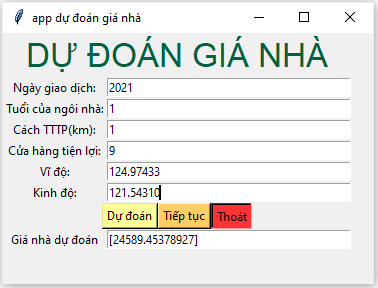 app dự đoán giá nhà
DỰ ĐOÁN GIÁ NHÀ
Ngày giao dịch: 2021
Tuổi của ngôi nhà: 1
Cách TTTP(km): 1
Cửa hàng tiện lợi: 9
Vĩ độ: 124.97433
Kinh độ: 121.54310
Dự đoán Tiếp tục Thoát
Giá nhà dự đoán [24589.45378927]